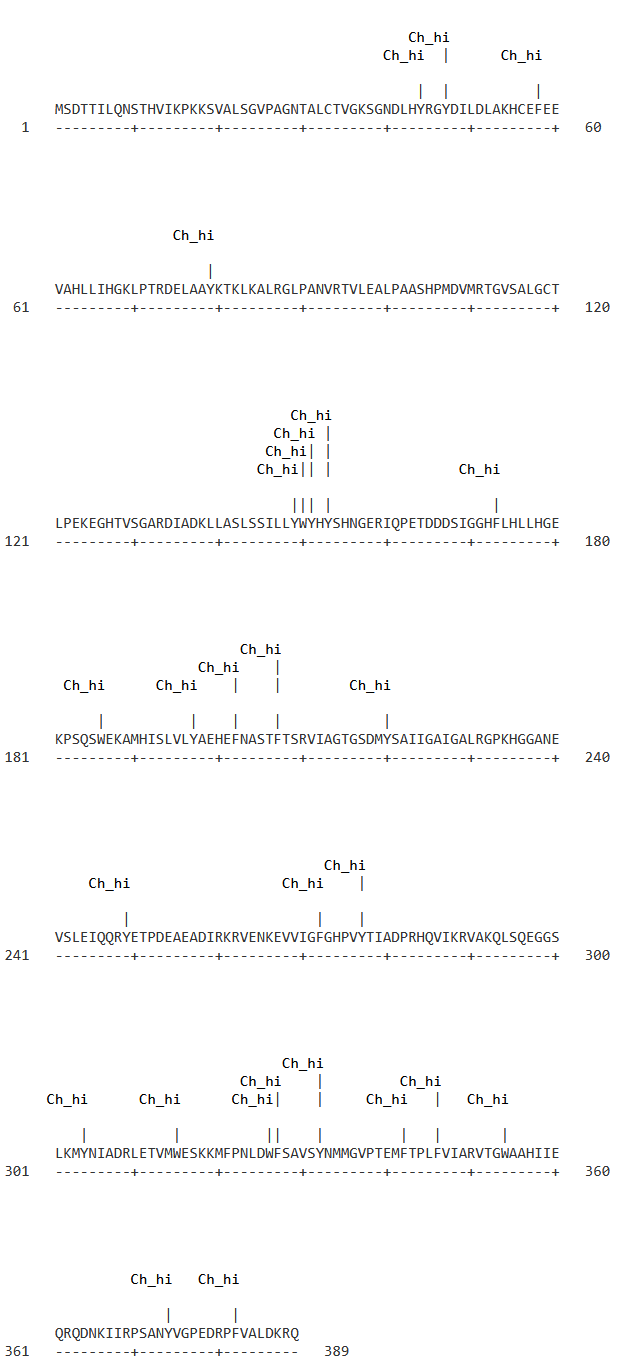 Ch_hi
Ch_hi |     Ch_hi
| | |
MSDTTILQNSTHVIKPKKSVALSGVPAGNTALCTVGKSGNDLHYRGYDILDLAKHCEFEE
1 ---------+---------+---------+---------+---------+---------+ 60
Ch_hi
|
VAHLLIHGKLPTRDELAAYKTKLKALRGLPANVRTVLEALPAASHPMDVMRTGVSALGCT
61 ---------+---------+---------+---------+---------+---------+ 120
Ch_hi
Ch_hi |
Ch_hi| |
Ch_hi|| | Ch_hi
||| | |
LPEKEGHTVSGARDIADKLLASLSSILLYWYHYSHNGERIQPETDDDSIGGHFLHLLHGE
121 ---------+---------+---------+---------+---------+---------+ 180
Ch_hi
Ch_hi |
Ch_hi Ch_hi | | Ch_hi
| | | | |
KPSQSWEKAMHISLVLYAEHEFNASTFTSRVIAGTGSDMYSAIIGAIGALRGPKHGGANE
181 ---------+---------+---------+---------+---------+---------+ 240
Ch_hi
Ch_hi Ch_hi |
| | |
VSLEIQQRYETPDEAEADIRKRVENKEVVIGFGHPVYTIADPRHQVIKRVAKQLSQEGGS
241 ---------+---------+---------+---------+---------+---------+ 300
Ch_hi
Ch_hi | Ch_hi
Ch_hi Ch_hi Ch_hi| | Ch_hi | Ch_hi
| | || | | | |
LKMYNIADRLETVMWESKKMFPNLDWFSAVSYNMMGVPTEMFTPLFVIARVTGWAAHIIE
301 ---------+---------+---------+---------+---------+---------+ 360
Ch_hi Ch_hi
| |
QRQDNKIIRPSANYVGPEDRPFVALDKRQ
361 ---------+---------+--------- 389